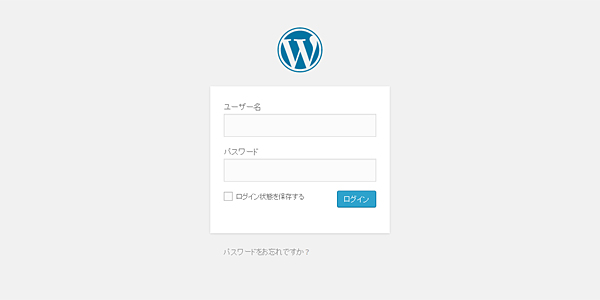 ユーザー名
パスワード
ログイン状態を保存する
ログイン
パスワードをお忘れですか ?